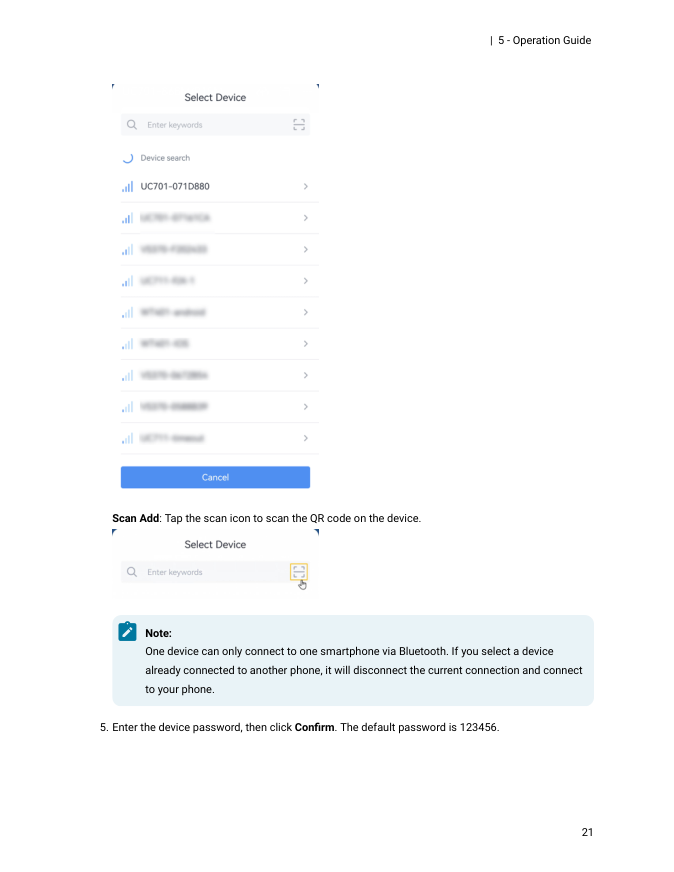 | 5 - Operation Guide
Select Device
Enter keywords
Device search
UC701-071D880
Cancel
Scan Add: Tap the scan icon to scan the QR code on the device.
Select Device
Enter keywords
Note:
One device can only connect to one smartphone via Bluetooth. If you select a device
already connected to another phone, it will disconnect the current connection and connect
to your phone.
5. Enter the device password, then click Confirm. The default password is 123456.
21